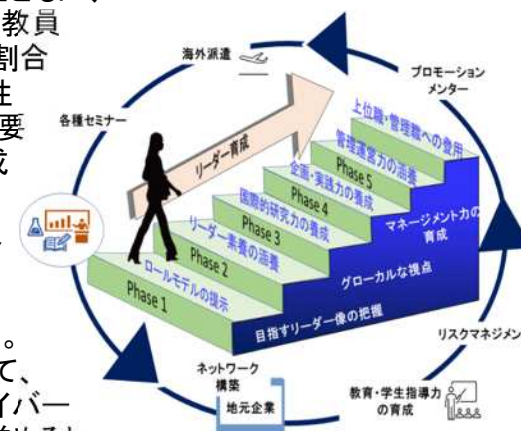 教員
割合
性
要
成
。
て、
イバー
海外派遣
プロモーション
メンター
各種セミナー
リーダー育成
上位職・管理職への登用
管理運営力の涵養
Phase 5
企画・実践力の養成
Phase 4
国際的研究力の養成
Phase 3
リーダー素養の涵養
Phase 2
ロールモデルの提示
Phase 1
マネージメント力の
育成
グローカルな視点
目指すリーダー像の把握
リスクマネジメン
ネットワーク
構築
地元企業
教育・学生指導力
の育成